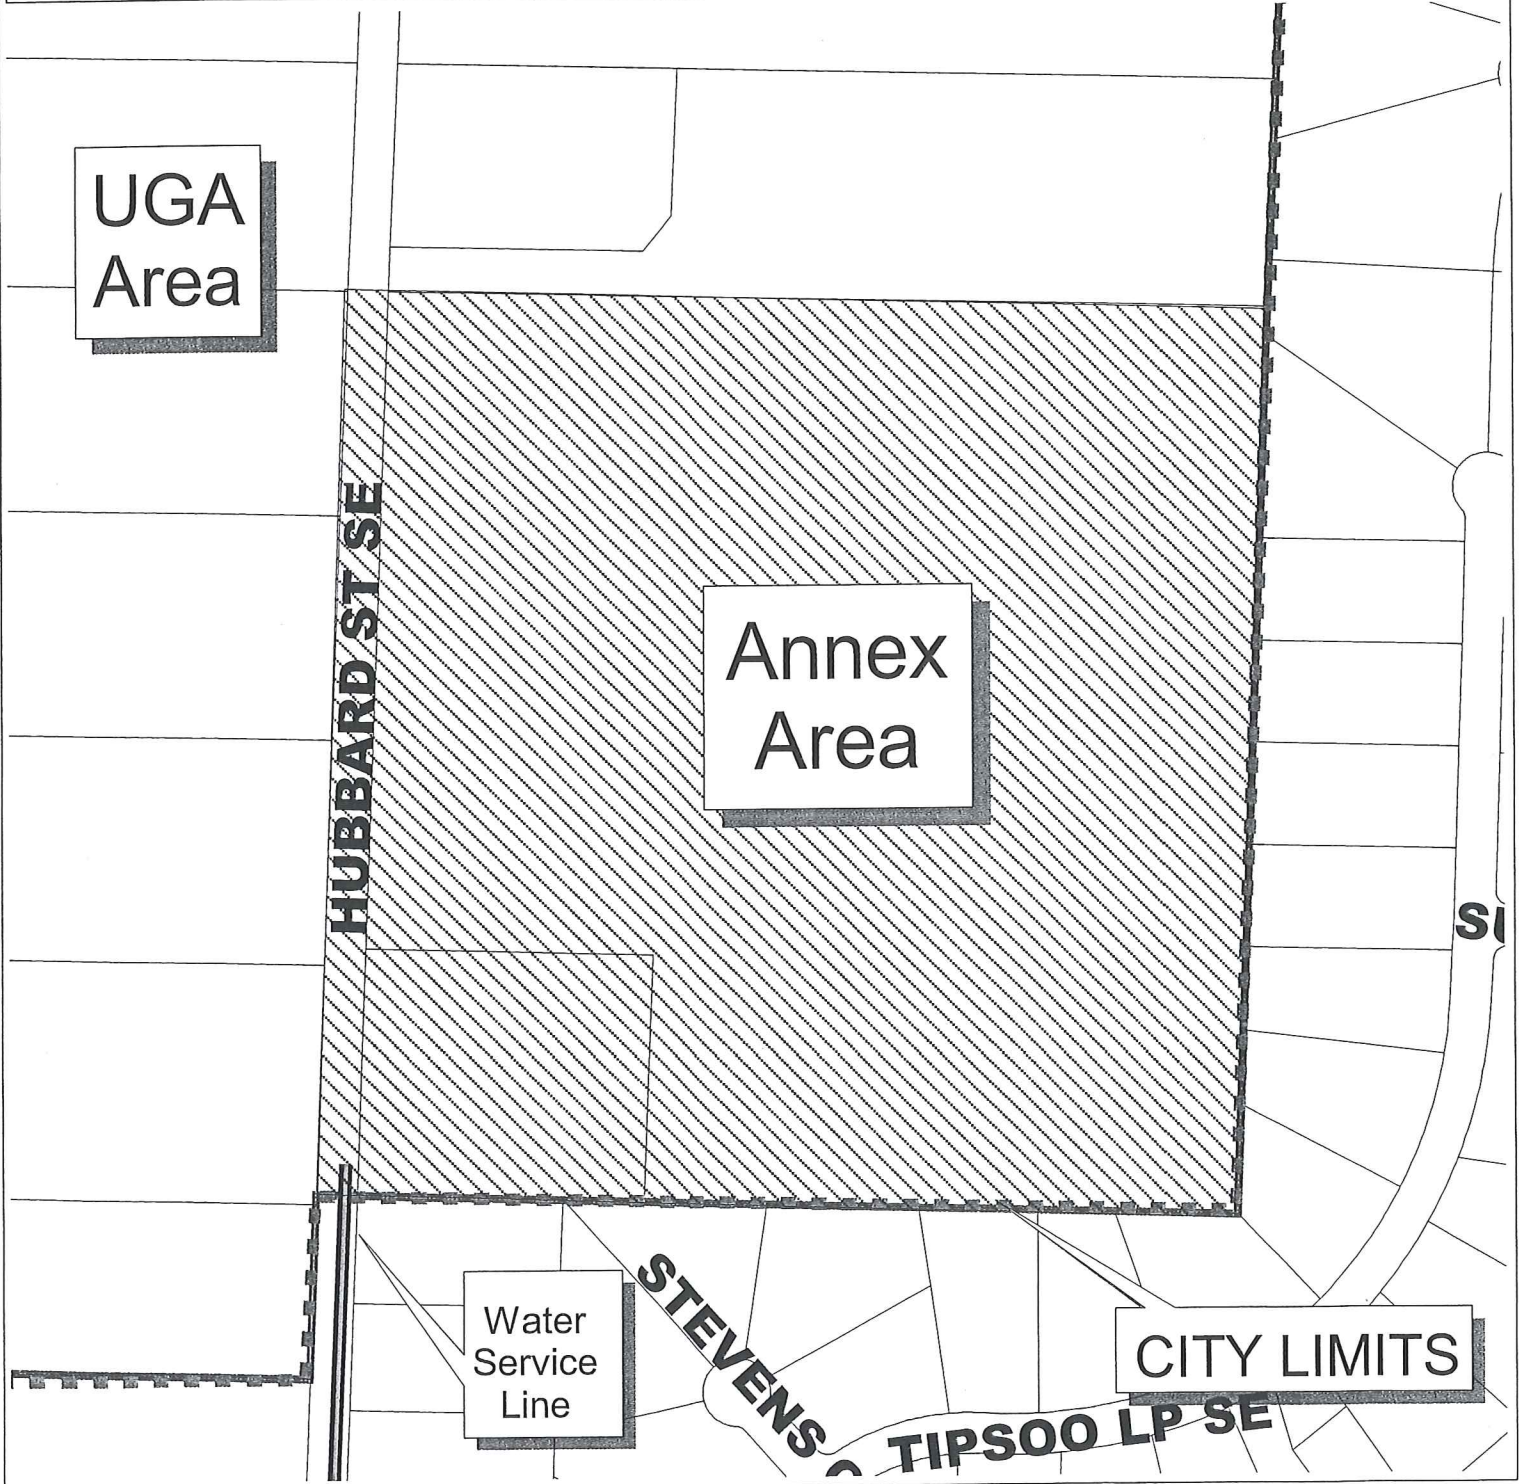 UGA
Area
HUBBARD ST SE
Annex
Area
Water
Service
Line
STEVENS
CITY LIMITS
TIPSOO LP SE